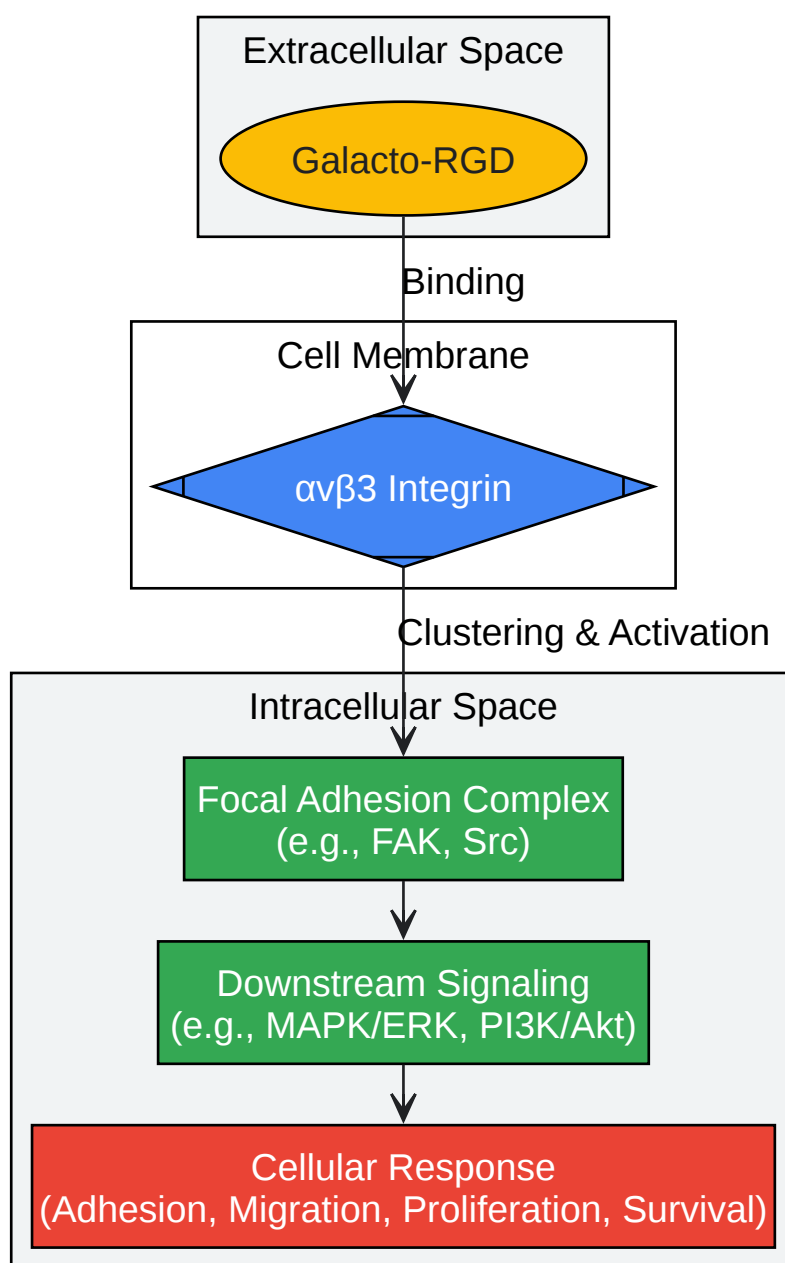 Extracellular Space
Galacto-RGD
Binding
Cell Membrane
αvβ3 Integrin
Clustering & Activation
Intracellular Space
Focal Adhesion Complex
(e.g., FAK, Src)
Downstream Signaling
(e.g., MAPK/ERK, PI3K/Akt)
Cellular Response
(Adhesion, Migration, Proliferation, Survival)